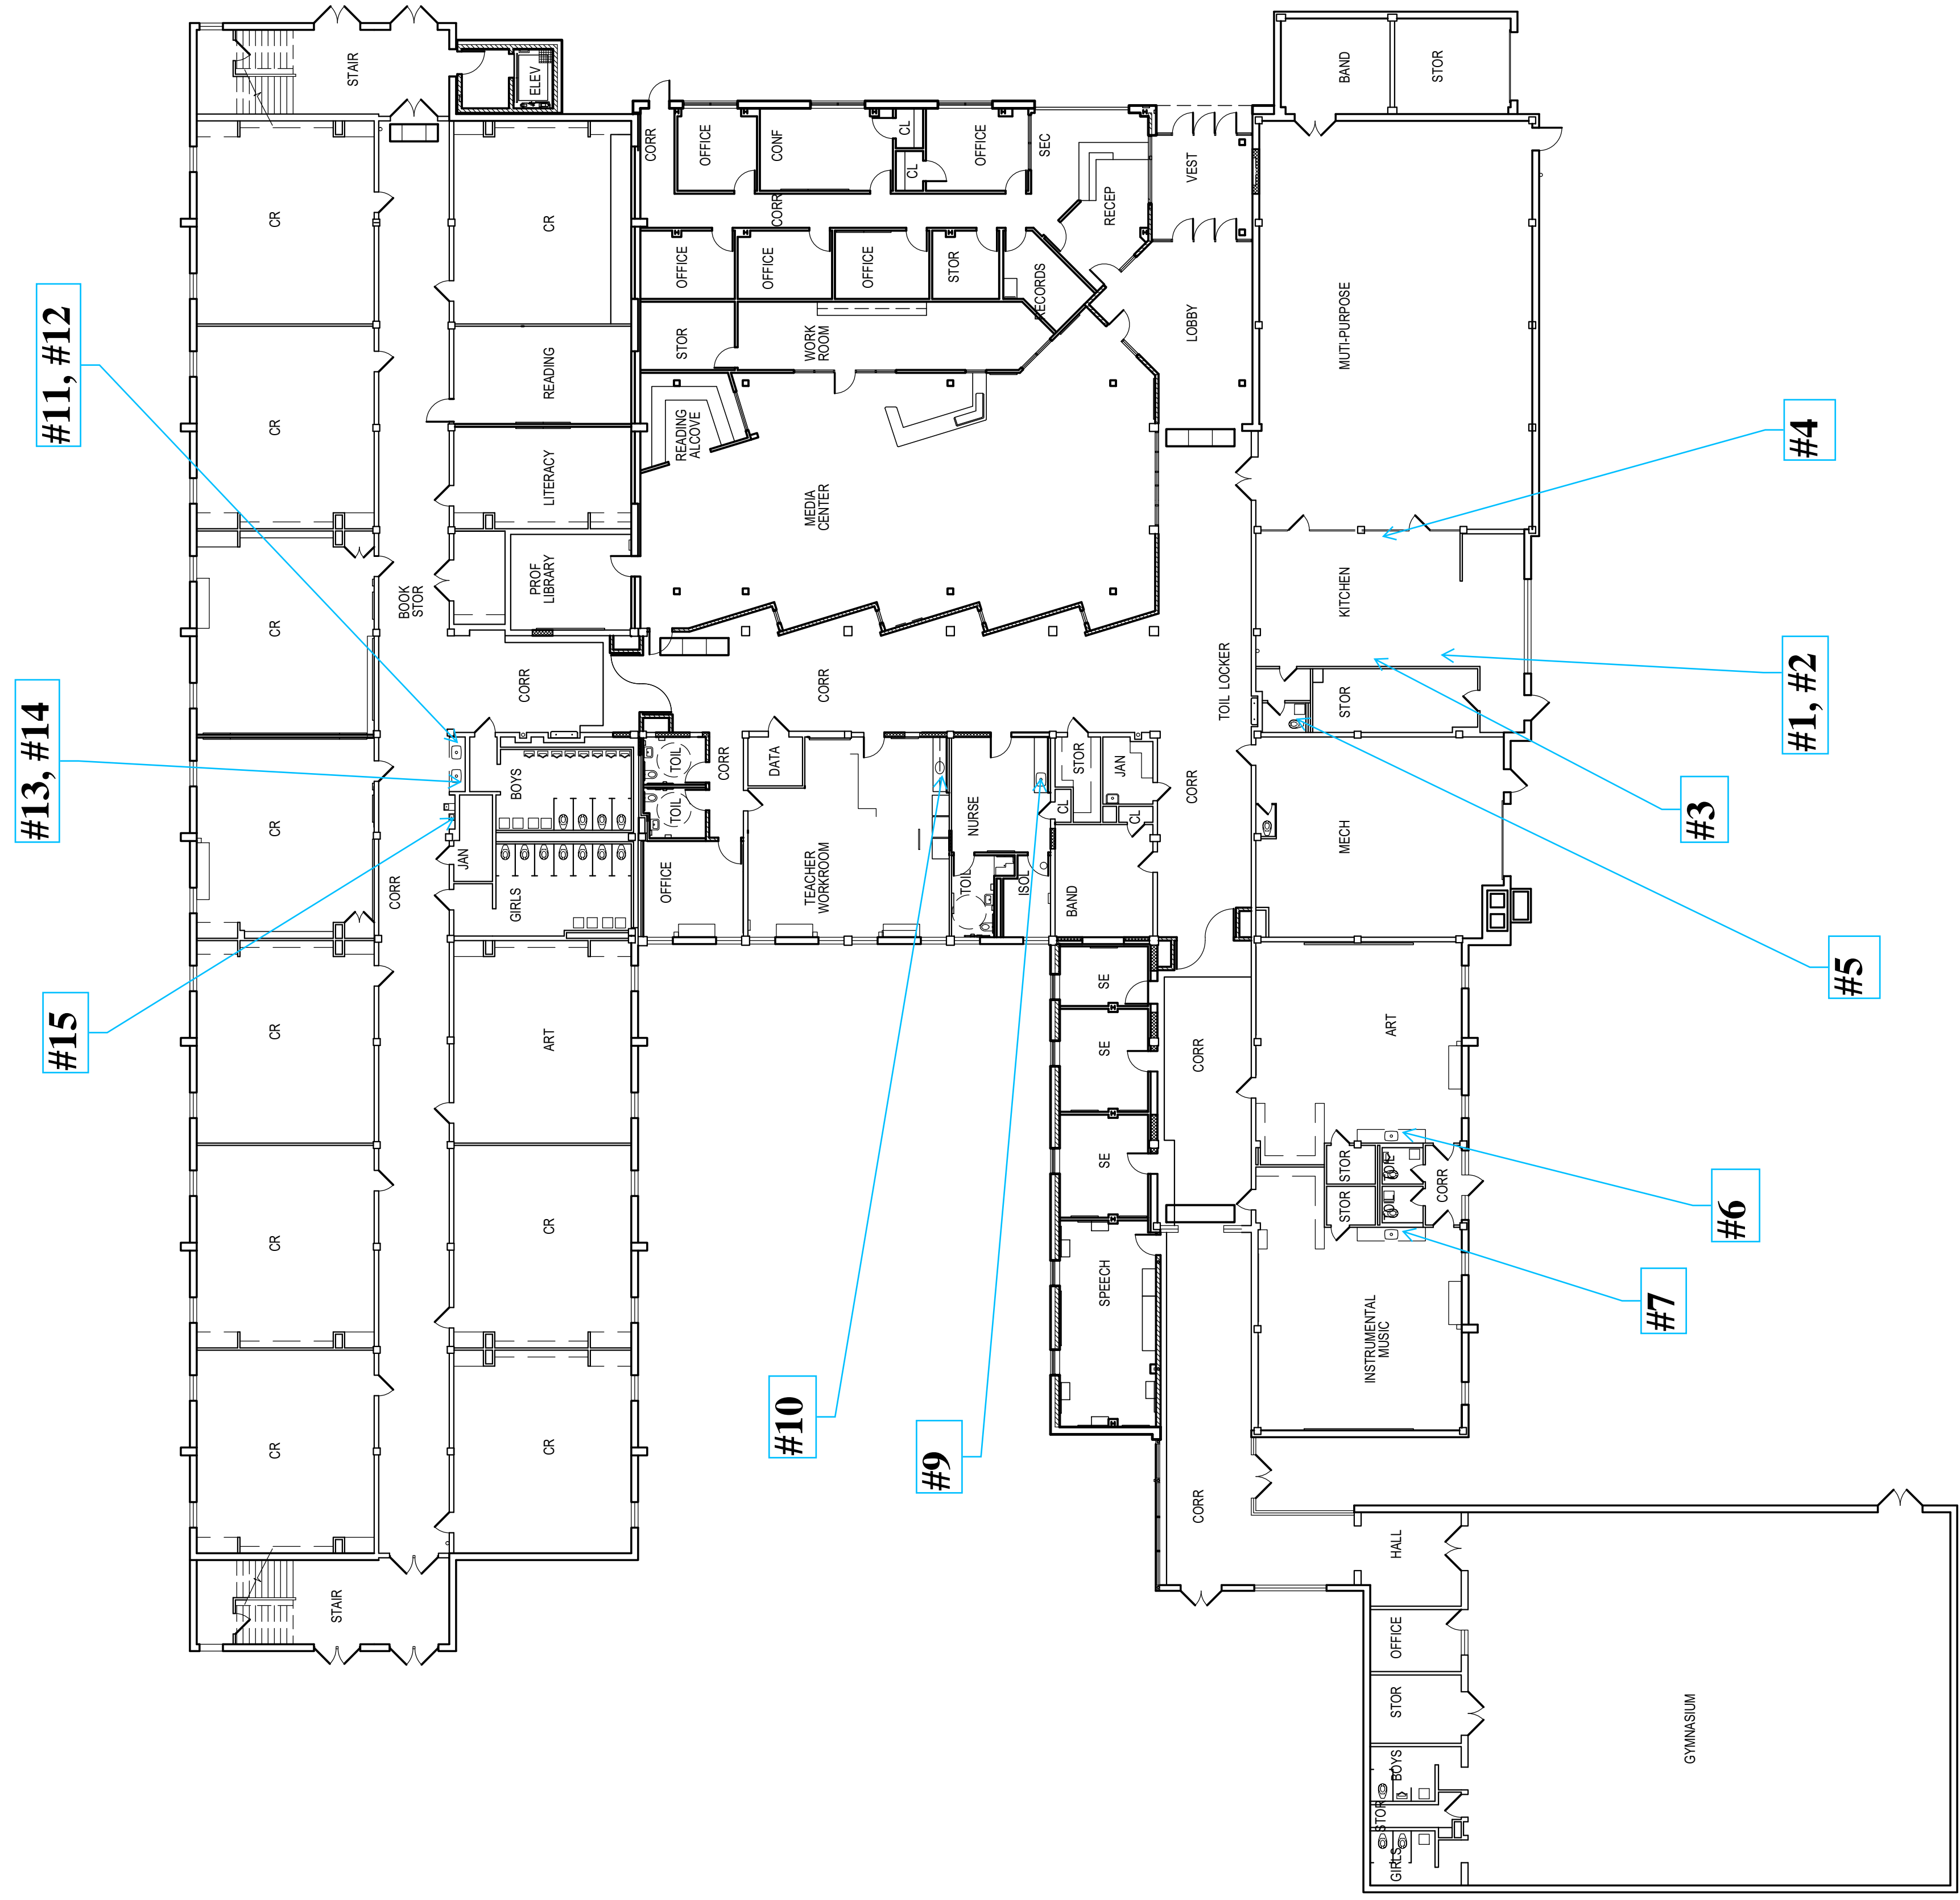 #15
#13, #14
#11, #12
CR
CR
CR
CR
CR
CR
CR
STAIR
STAIR
CORR
BOOK
STOR
JAN
GIRLS
BOYS
CORR
CR
CR
ART
PROF
LIBRARY
LITERACY
READING
CR
ELEV
OFFICE
TOIL
TOIL
READING
ALCOVE
STOR
OFFICE
CORR
CORR
OFFICE
#10
DATA
OFFICE
CORR
CONF
TEACHER
WORKROOM
CORR
MEDIA
CENTER
WORK
ROOM
OFFICE
CL
CL
#9
STOR
OFFICE
TOIL
NURSE
ISOL
RECORDS
SEC
BAND
CL
STOR
SPEECH
SE
SE
SE
CL
JAN
RECEP
CORR
CORR
CORR
TOIL LOCKER
LOBBY
VEST
STOR
STOR
MECH
STOR
KITCHEN
MUTI-PURPOSE
BAND
INSTRUMENTAL
MUSIC
TOIL
TOIL
ART
GIRLS
STOR
BOYS
STOR
OFFICE
HALL
CORR
STOR
GYMNASIUM
#7
#6
#3
#1, #2
#4
#5